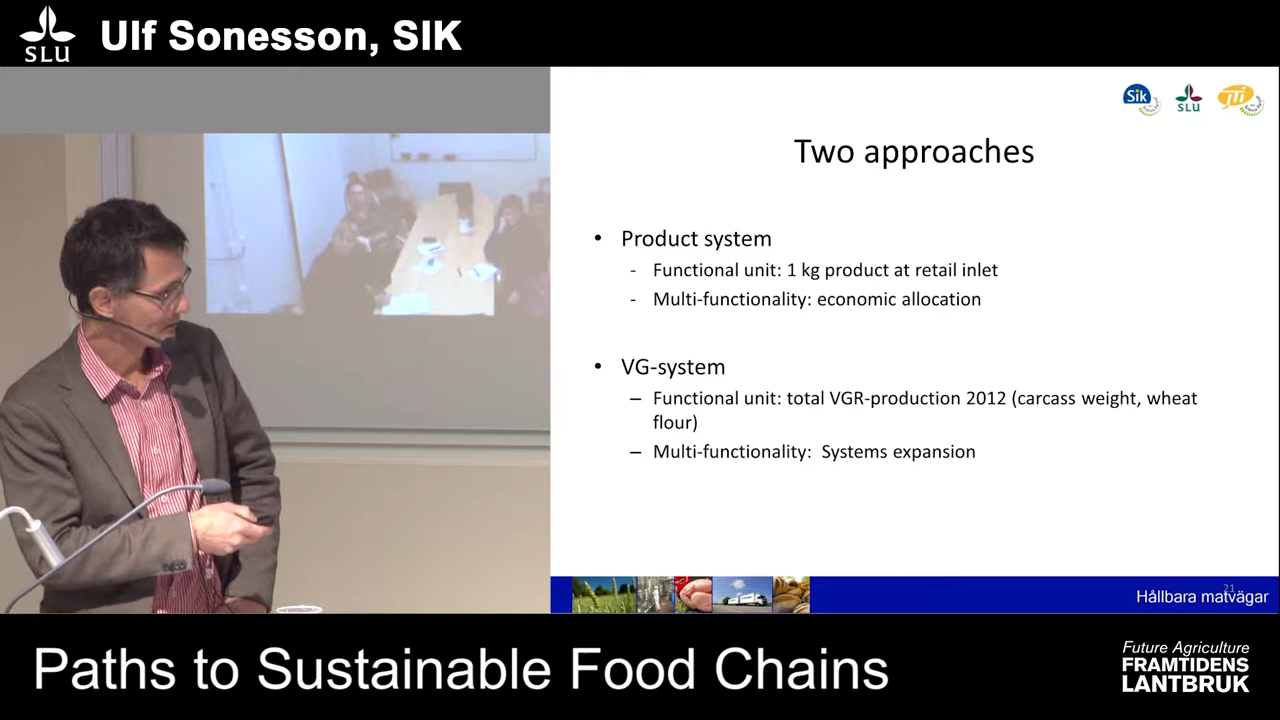 SLU
Ulf Sonesson, SIK
Sik
SLU
JTI
Two approaches
• Product system
- Functional unit: 1 kg product at retail inlet
- Multi-functionality: economic allocation
• VG-system
– Functional unit: total VGR-production 2012 (carcass weight, wheat
flour)
– Multi-functionality: Systems expansion
21
Hållbara matvägar
Paths to Sustainable Food Chains
Future Agriculture
FRAMTIDENS
LANTBRUK